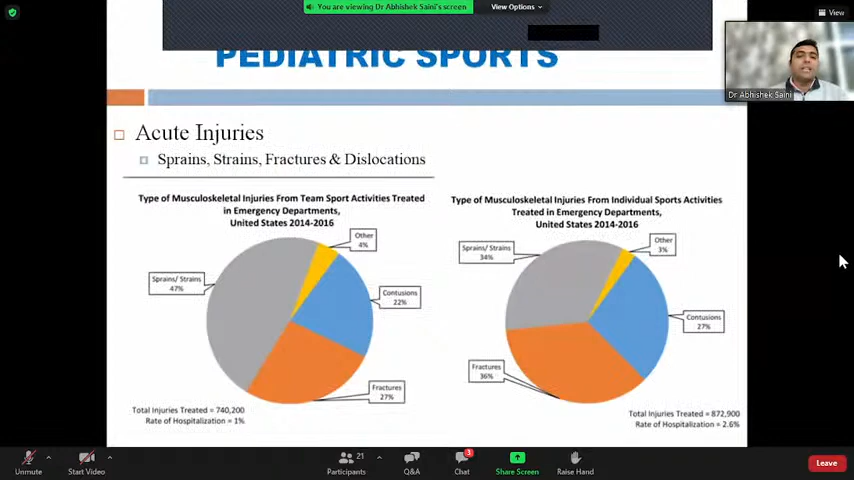 You are viewing Dr Abhishek Saini's screen
View Options
View
PEDIATRIC SPORTS
Dr Abhishek Saini
Acute Injuries
Sprains, Strains, Fractures & Dislocations
Type of Musculoskeletal Injuries From Team Sport Activities Treated
in Emergency Departments,
United States 2014-2016
Other
4%
Sprains/ Strains
47%
Contusions
22%
Fractures
27%
Total Injuries Treated = 740,200
Rate of Hospitalization = 1%
Type of Musculoskeletal Injuries From Individual Sports Activities
Treated in Emergency Departments,
United States 2014-2016
Sprains/ Strains
34%
Other
3%
Contusions
27%
Fractures
36%
Total Injuries Treated = 872,900
Rate of Hospitalization = 2.6%
Unmute
Start Video
21
Participants
Q&A
3
Chat
Share Screen
Raise Hand
Leave